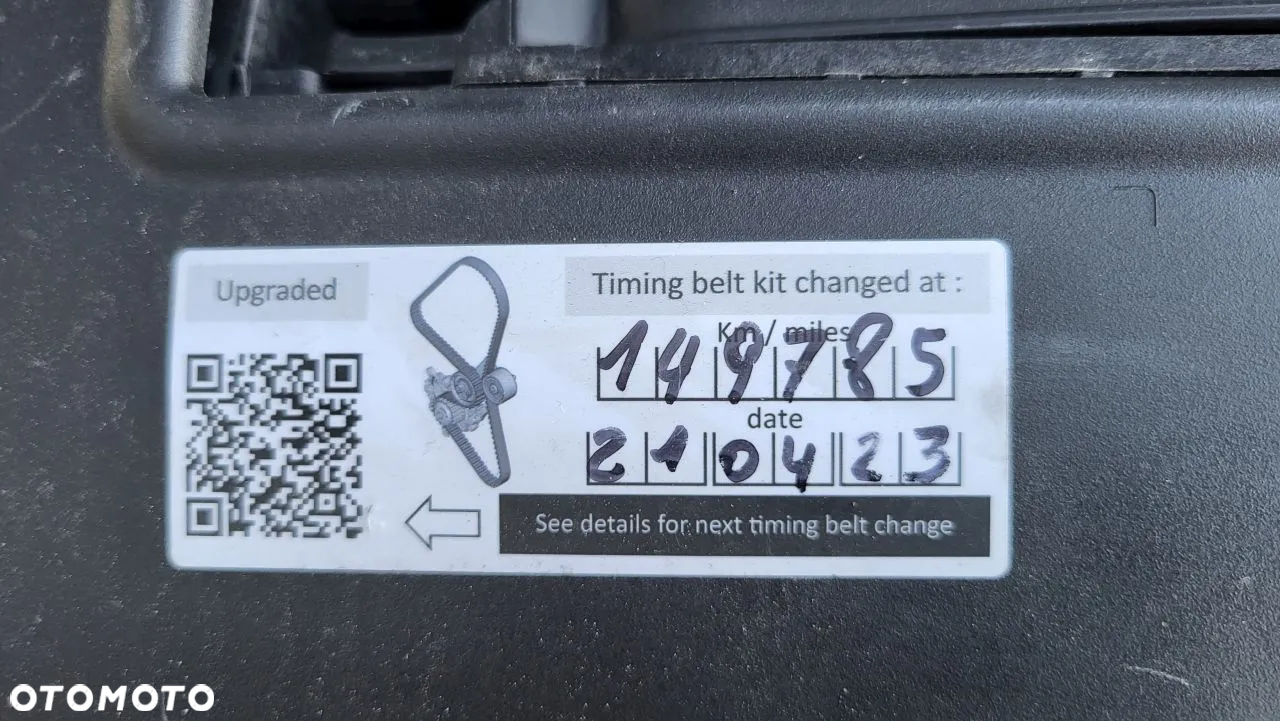 Upgraded
Timing belt kit changed at :
Km / miles
149785
date
210423
See details for next timing belt change
OTOMOTO